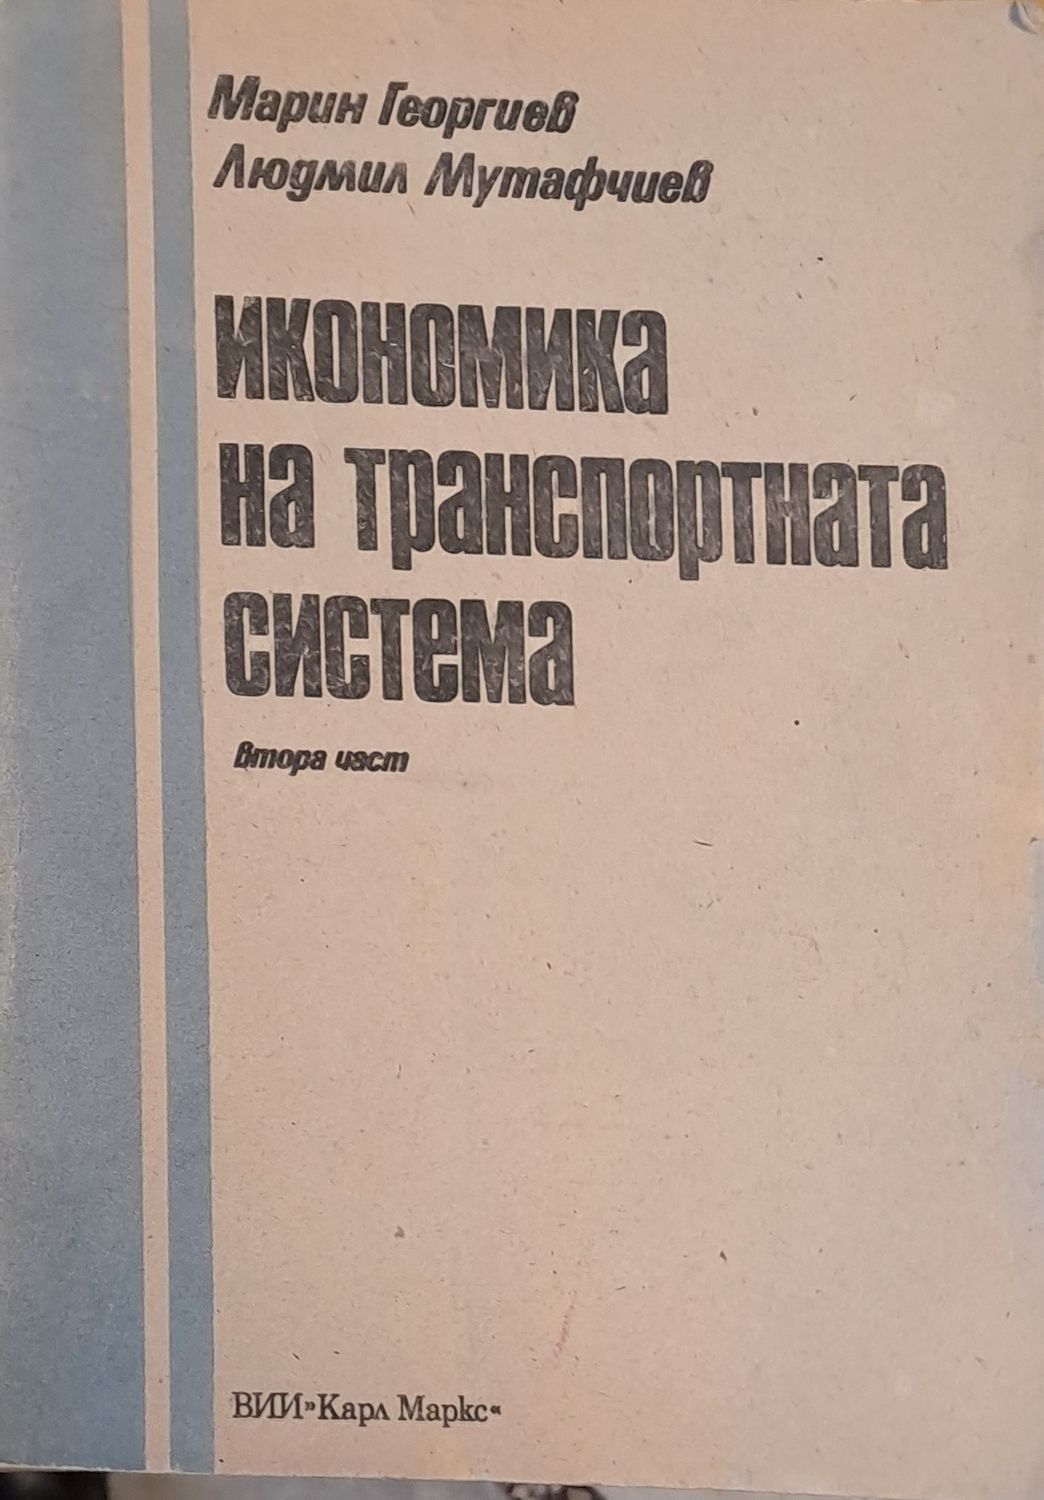 Марин Георгиев
Людмил Мутафчиев
икономика
на транспортната
система
втора част
ВИИ»Карл Маркс«